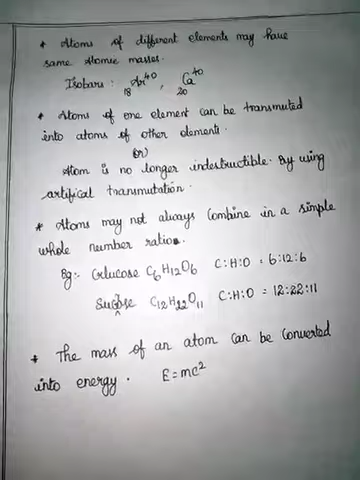 * Atoms of different elements may have
same atomic masses.
Isobars : ₁₈Ar⁴⁰ , ₂₀Ca⁴⁰
* Atoms of one element can be transmuted
into atoms of other elements.
(or)
Atom is no longer indestructible. By using
artifical transmutation.
* Atoms may not always combine in a simple
whole number ratio.
Eg:- Glucose C₆H₁₂O₆ C:H:O = 6:12:6
Sucrose C₁₂H₂₂O₁₁ C:H:O = 12:22:11
* The mass of an atom can be converted
into energy. E=mc²